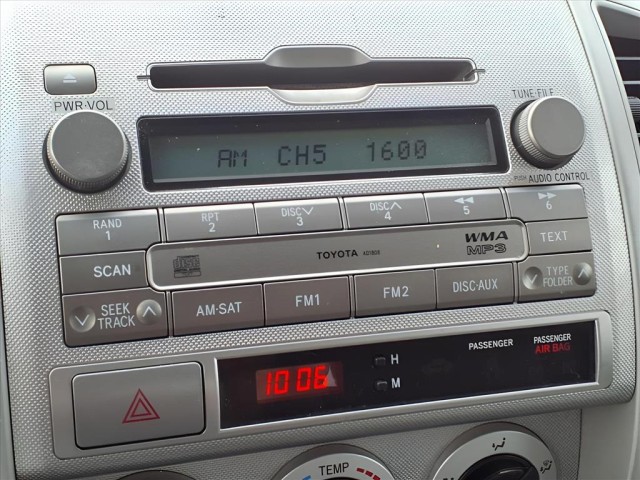 PWR·VOL
TUNE·FILE
AM CH5 1600
PUSH AUDIO CONTROL
RAND 1
RPT 2
DISC 3
DISC 4
5
6
SCAN
TOYOTA
WMA
MP3
TEXT
SEEK
TRACK
AM·SAT
FM1
FM2
DISC·AUX
TYPE
FOLDER
10:06
H
M
PASSENGER
PASSENGER
AIR BAG
TEMP